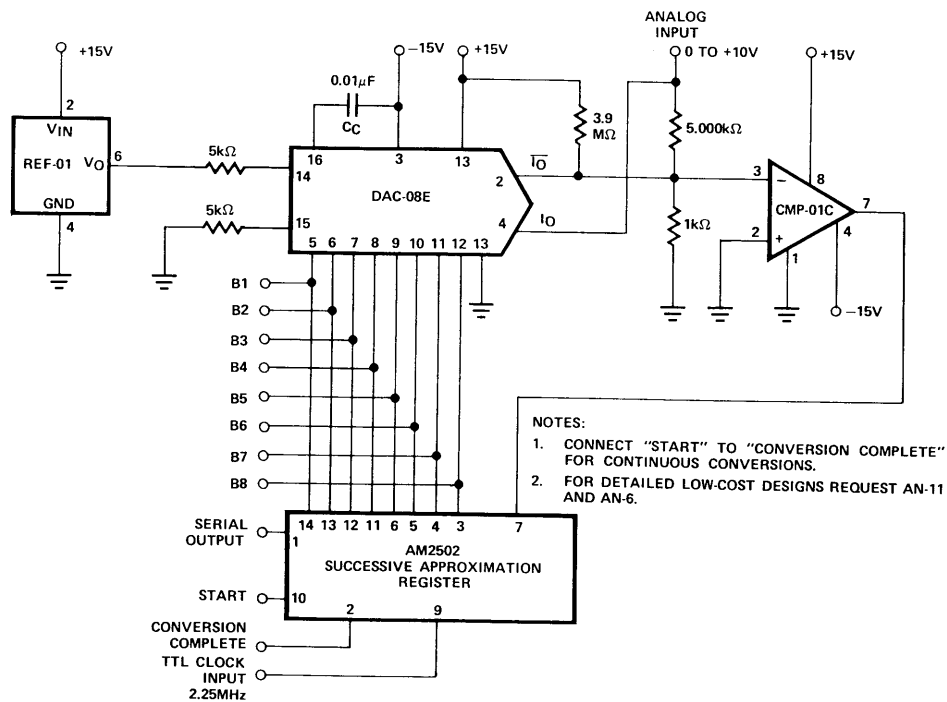 ANALOG
INPUT
0 TO +10V
+15V
−15V
+15V
+15V
0.01μF
CC
2
VIN
REF-01
VO
6
GND
4
5kΩ
5kΩ
16
3
13
14
DAC-08E
15
2
IO
4
IO
3.9
MΩ
5.000kΩ
1kΩ
3
−
8
CMP-01C
7
2
+
1
4
−15V
5 6 7 8 9 10 11 12 13
B1
B2
B3
B4
B5
B6
B7
B8
NOTES:
1. CONNECT "START" TO "CONVERSION COMPLETE"
FOR CONTINUOUS CONVERSIONS.
2. FOR DETAILED LOW-COST DESIGNS REQUEST AN-11
AND AN-6.
14 13 12 11 6 5 4 3 7
SERIAL
OUTPUT
1
AM2502
SUCCESSIVE APPROXIMATION
REGISTER
START
10
2
9
CONVERSION
COMPLETE
TTL CLOCK
INPUT
2.25MHz